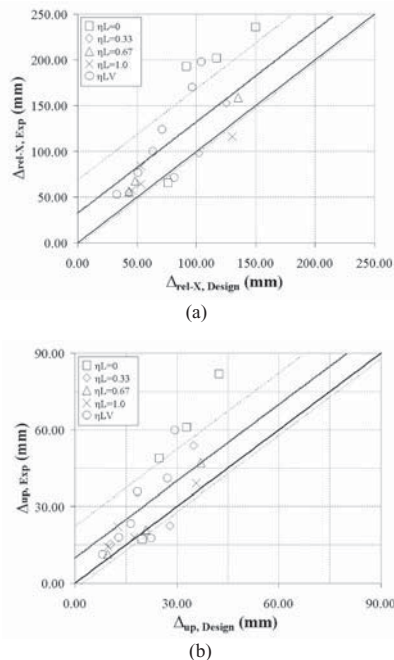 250.00
200.00
150.00
100.00
50.00
0.00
Δrel-X, Exp (mm)
ηL=0
ηL=0.33
ηL=0.67
ηL=1.0
ηLV
0.00 50.00 100.00 150.00 200.00 250.00
Δrel-X, Design (mm)
(a)
90.00
60.00
30.00
0.00
Δup, Exp (mm)
ηL=0
ηL=0.33
ηL=0.67
ηL=1.0
ηLV
0.00 30.00 60.00 90.00
Δup, Design (mm)
(b)